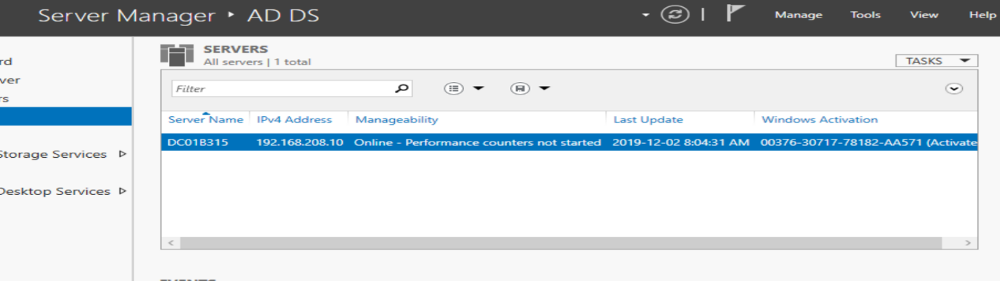 Server Manager ‣ AD DS
Manage Tools View Help
SERVERS
All servers | 1 total
TASKS
rd
ver
rs
Storage Services
Desktop Services
Filter
Server Name IPv4 Address Manageability Last Update Windows Activation
DC01B315 192.168.208.10 Online - Performance counters not started 2019-12-02 8:04:31 AM 00376-30717-78182-AA571 (Activate